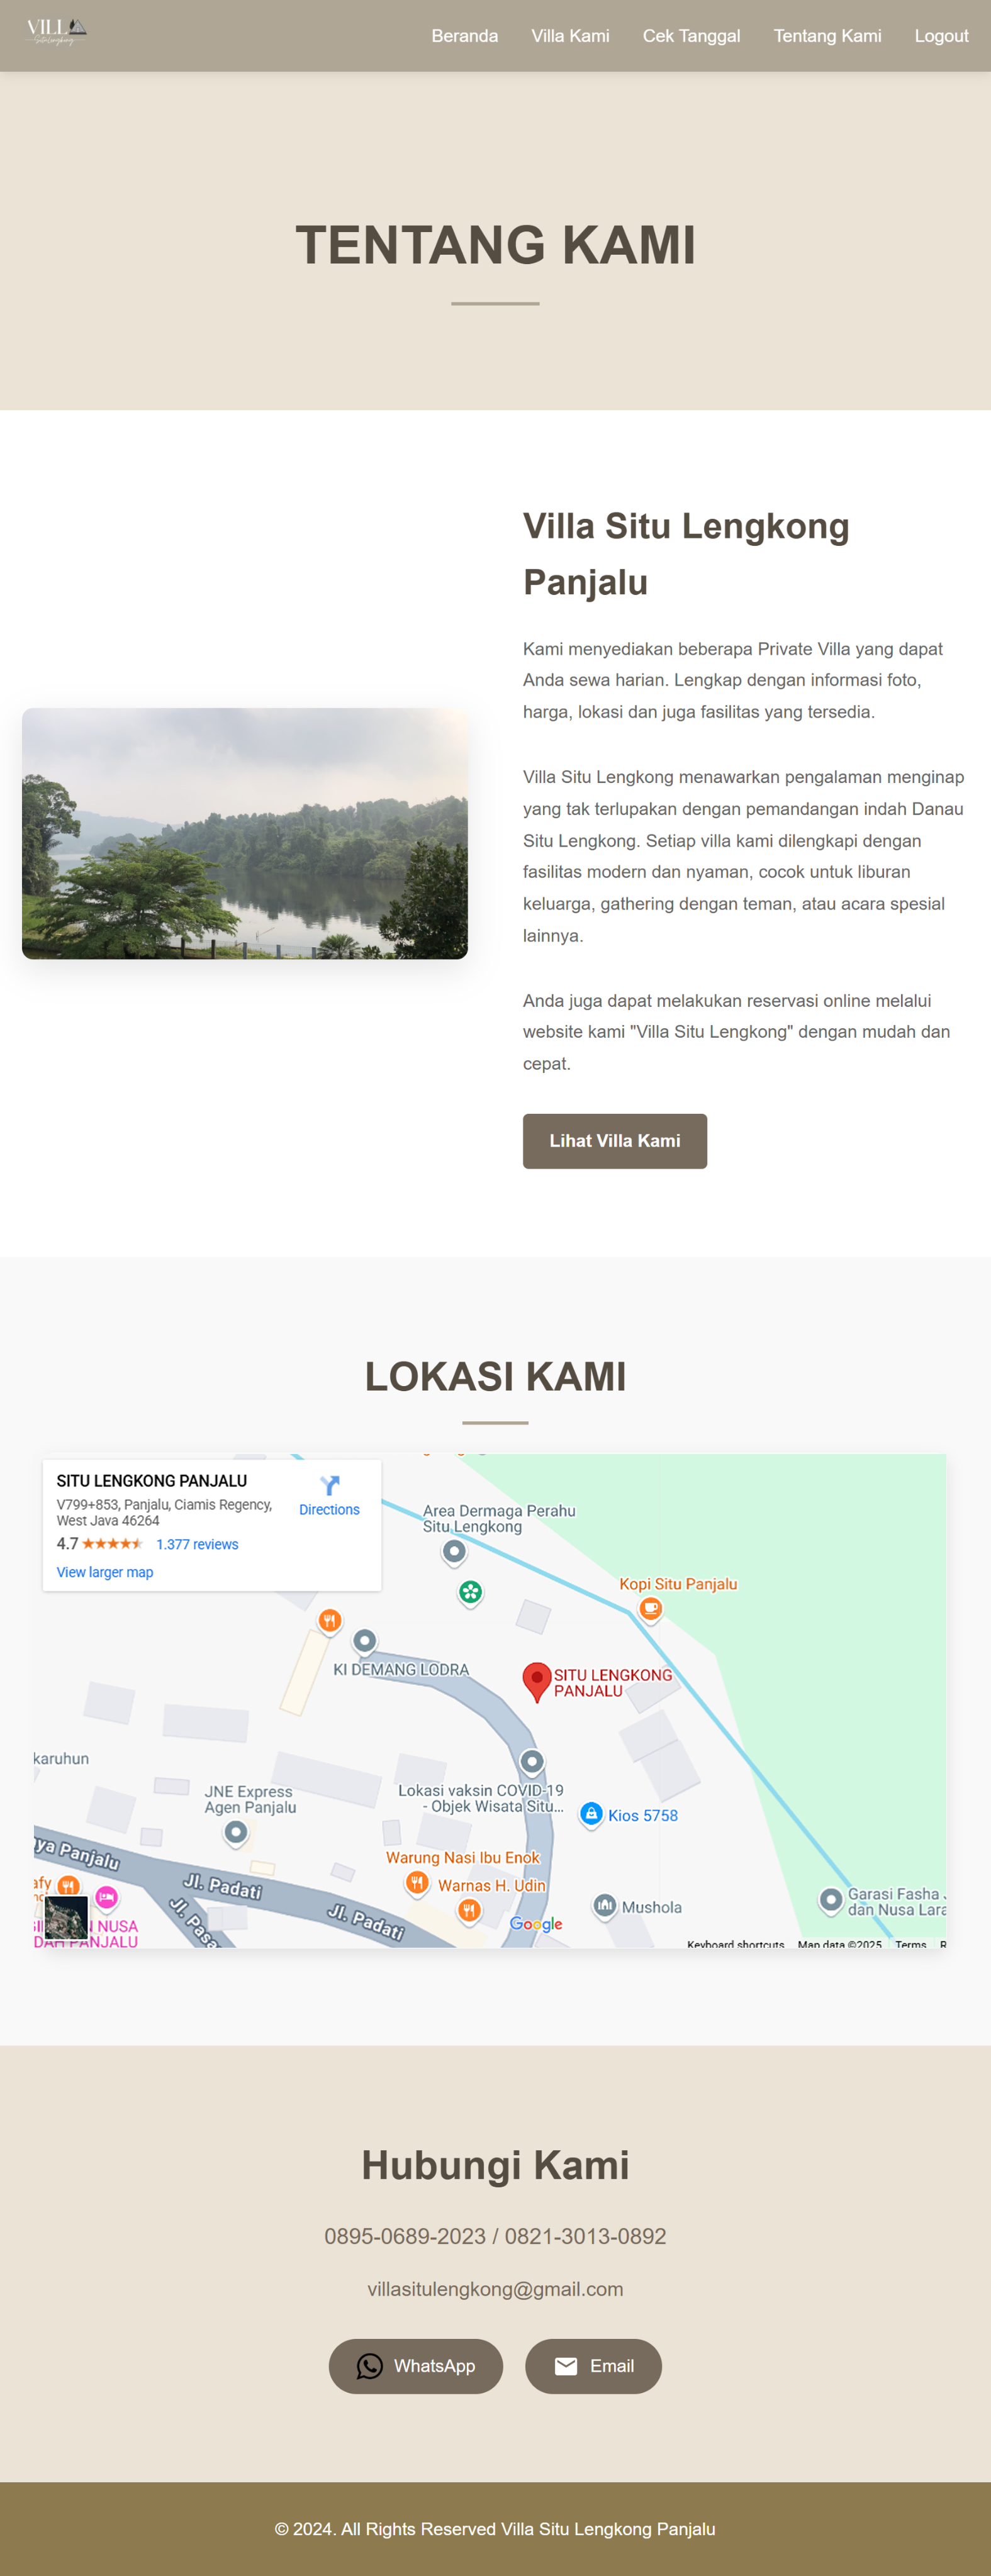 VILL
Situ Lengkong
Beranda
Villa Kami
Cek Tanggal
Tentang Kami
Logout
TENTANG KAMI
Villa Situ Lengkong
Panjalu
Kami menyediakan beberapa Private Villa yang dapat
Anda sewa harian. Lengkap dengan informasi foto,
harga, lokasi dan juga fasilitas yang tersedia.
Villa Situ Lengkong menawarkan pengalaman menginap
yang tak terlupakan dengan pemandangan indah Danau
Situ Lengkong. Setiap villa kami dilengkapi dengan
fasilitas modern dan nyaman, cocok untuk liburan
keluarga, gathering dengan teman, atau acara spesial
lainnya.
Anda juga dapat melakukan reservasi online melalui
website kami "Villa Situ Lengkong" dengan mudah dan
cepat.
Lihat Villa Kami
LOKASI KAMI
SITU LENGKONG PANJALU
V799+853, Panjalu, Ciamis Regency,
West Java 46264
4.7
1.377 reviews
View larger map
Directions
Area Dermaga Perahu
Situ Lengkong
Kopi Situ Panjalu
KI DEMANG LODRA
SITU LENGKONG
PANJALU
karuhun
JNE Express
Agen Panjalu
Lokasi vaksin COVID-19
- Objek Wisata Situ...
Kios 5758
ya Panjalu
Warung Nasi Ibu Enok
Jl. Padati
Warnas H. Udin
afy
Jl. Pasa
Jl. Padati
Google
Mushola
Garasi Fasha J
dan Nusa Lara
N NUSA
DAH PANJALU
Keyboard shortcuts
Map data ©2025
Terms
R
Hubungi Kami
0895-0689-2023 / 0821-3013-0892
villasitulengkong@gmail.com
WhatsApp
Email
© 2024. All Rights Reserved Villa Situ Lengkong Panjalu